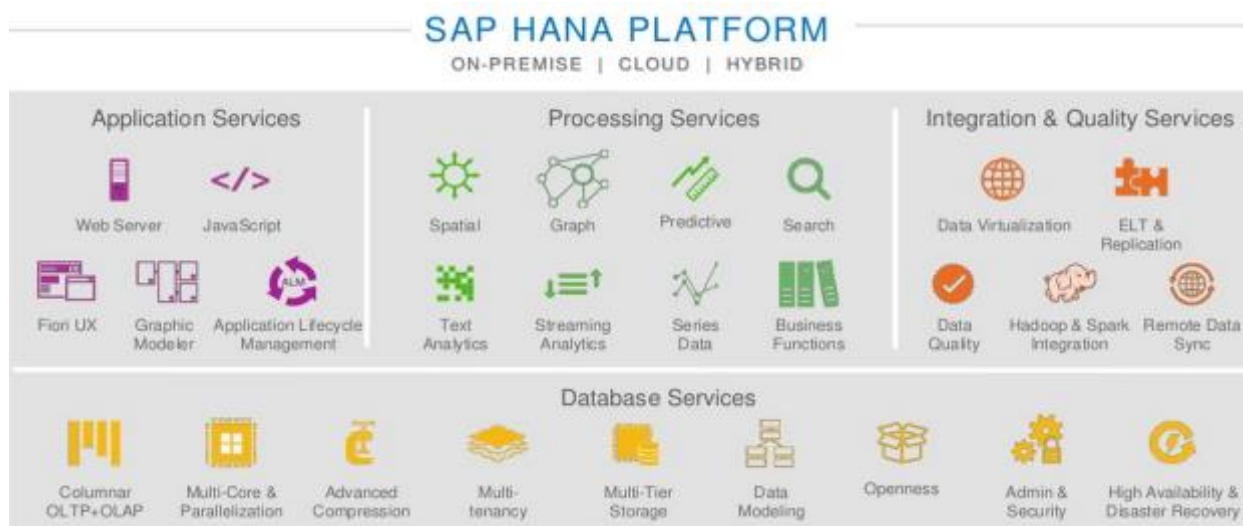 SAP HANA PLATFORM
ON-PREMISE | CLOUD | HYBRID
Application Services
Web Server
JavaScript
Fiori UX
Graphic
Modeler
ALM
Application Lifecycle
Management
Processing Services
Spatial
Graph
Predictive
Search
Text
Analytics
Streaming
Analytics
Series
Data
Business
Functions
Integration & Quality Services
Data Virtualization
ELT &
Replication
Data
Quality
Hadoop & Spark
Integration
Remote Data
Sync
Database Services
Columnar
OLTP+OLAP
Multi-Core &
Parallelization
Advanced
Compression
Multi-
tenancy
Multi-Tier
Storage
Data
Modeling
Openness
Admin &
Security
High Availability &
Disaster Recovery